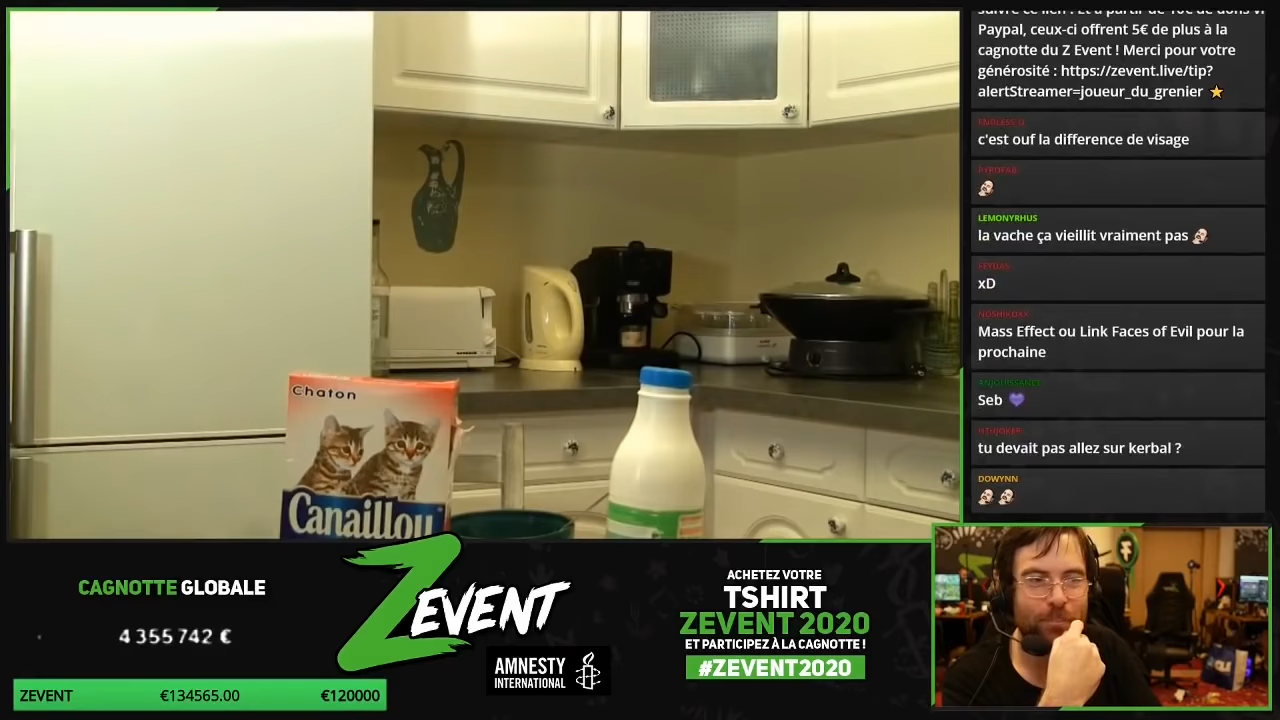 Chaton
Canaillou
Paypal, ceux-ci offrent 5€ de plus à la
cagnotte du Z Event ! Merci pour votre
générosité : https://zevent.live/tip?
alertStreamer=joueur_du_grenier
c'est ouf la difference de visage
LEMONYRHUS
la vache ça vieillit vraiment pas
xD
Mass Effect ou Link Faces of Evil pour la
prochaine
Seb
tu devait pas allez sur kerbal ?
DOWYNN
CAGNOTTE GLOBALE
4 355 742 €
ZEVENT €134565.00 €120000
ZEVENT
AMNESTY
INTERNATIONAL
ACHETEZ VOTRE
TSHIRT
ZEVENT 2020
ET PARTICIPEZ À LA CAGNOTTE !
#ZEVENT2020